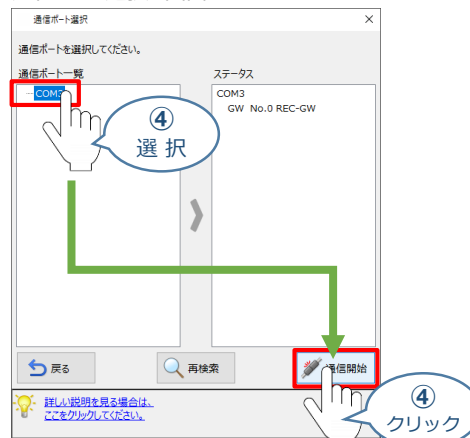 通信ポート選択
通信ポートを選択してください。
通信ポート一覧
ステータス
COM3
COM3
GW No.0 REC-GW
④
選 択
戻る
再検索
通信開始
詳しい説明を見る場合は、
ここをクリックしてください。
④
クリック